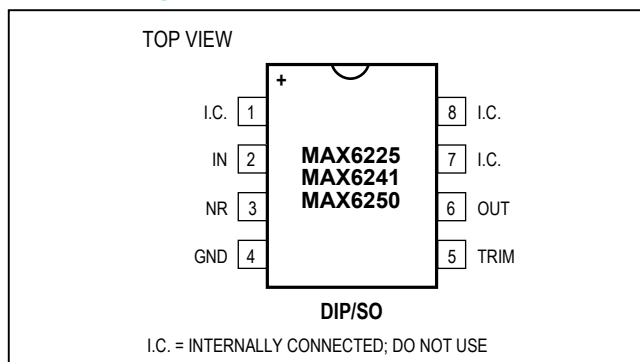 TOP VIEW
+
I.C. 1
IN 2
NR 3
GND 4
MAX6225
MAX6241
MAX6250
8 I.C.
7 I.C.
6 OUT
5 TRIM
DIP/SO
I.C. = INTERNALLY CONNECTED; DO NOT USE